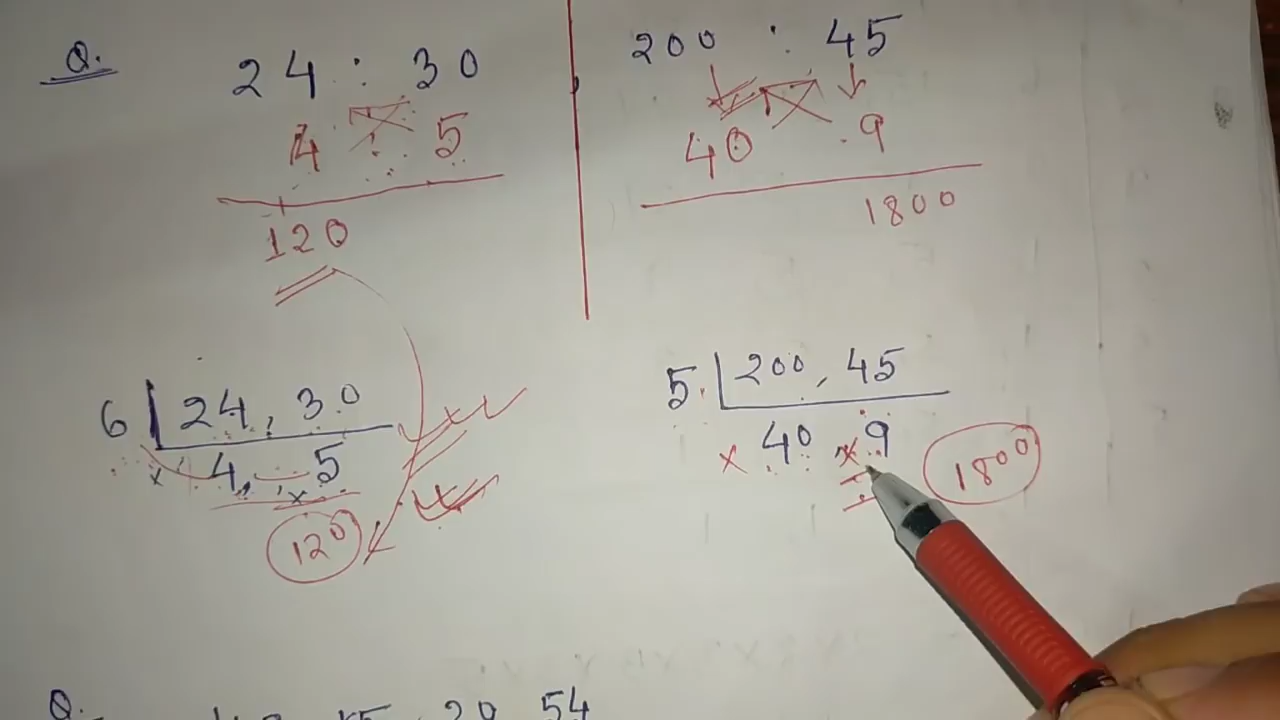 Q. 24 : 30
4 : 5
120
200 : 45
40 . 9
1800
6 24, 30
× 4, × 5
120
5 200, 45
× 40 × 9
1800
Q.